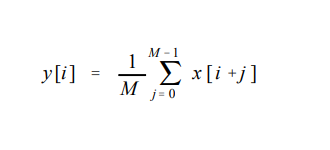 y[i] = 1/M M−1 ∑ j=0 x[i+j]